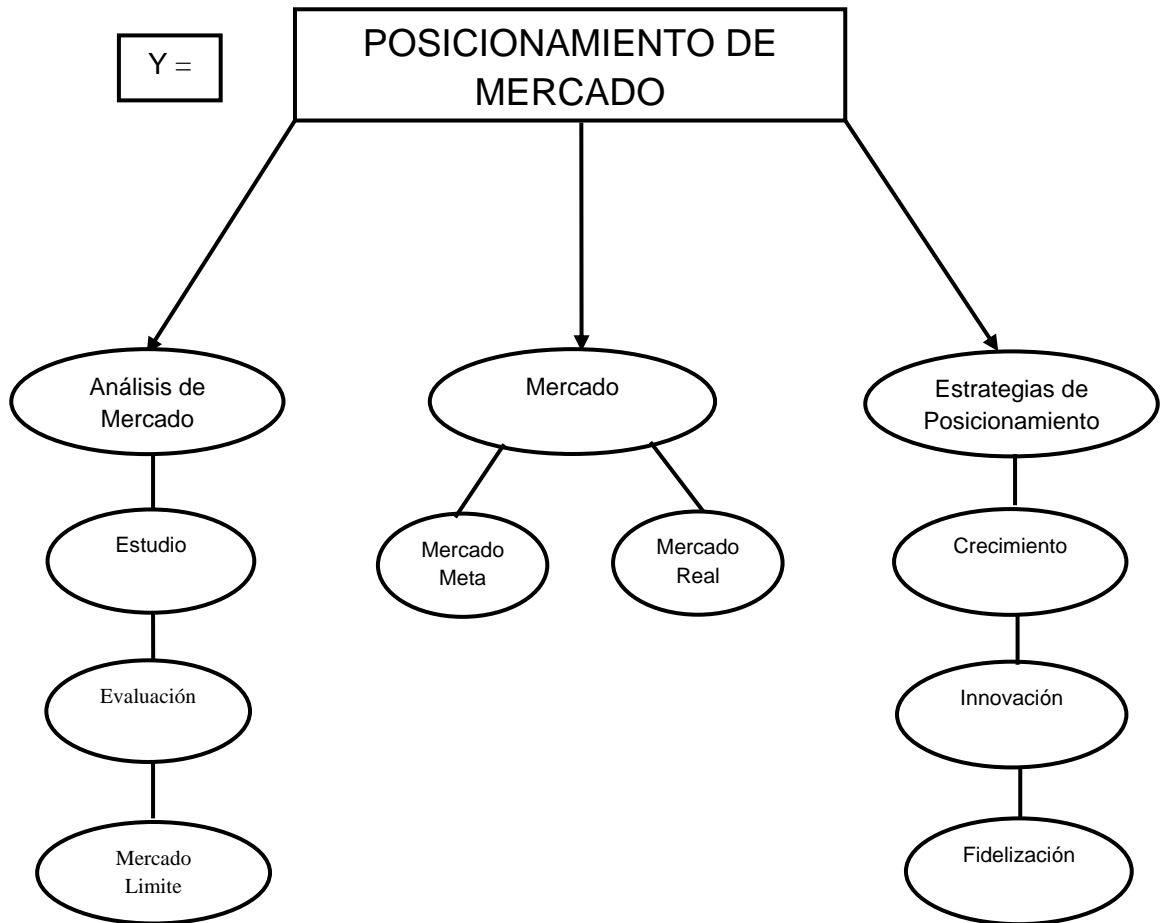 Y =
POSICIONAMIENTO DE
MERCADO
Análisis de
Mercado
Mercado
Estrategias de
Posicionamiento
Estudio
Mercado
Meta
Mercado
Real
Crecimiento
Evaluación
Innovación
Mercado
Limite
Fidelización